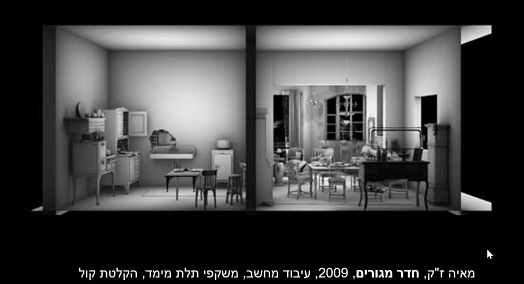 מאיה ז"ק, חדר מגורים, 2009, עיבוד מחשב, משקפי תלת מימד, הקלטת קול